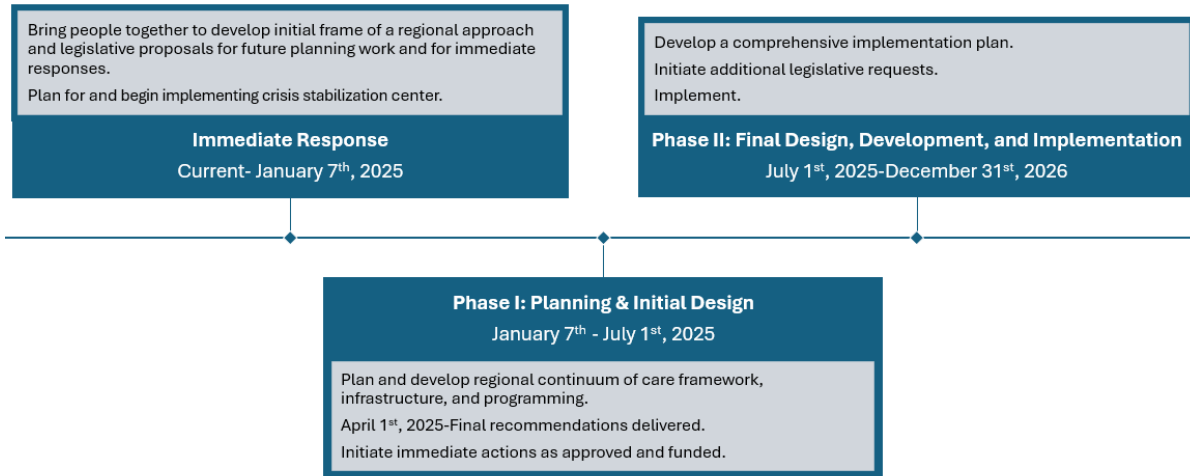 Bring people together to develop initial frame of a regional approach
and legislative proposals for future planning work and for immediate
responses.
Plan for and begin implementing crisis stabilization center.
Immediate Response
Current- January 7th, 2025
Develop a comprehensive implementation plan.
Initiate additional legislative requests.
Implement.
Phase II: Final Design, Development, and Implementation
July 1st, 2025-December 31st, 2026
Phase I: Planning & Initial Design
January 7th - July 1st, 2025
Plan and develop regional continuum of care framework,
infrastructure, and programming.
April 1st, 2025-Final recommendations delivered.
Initiate immediate actions as approved and funded.